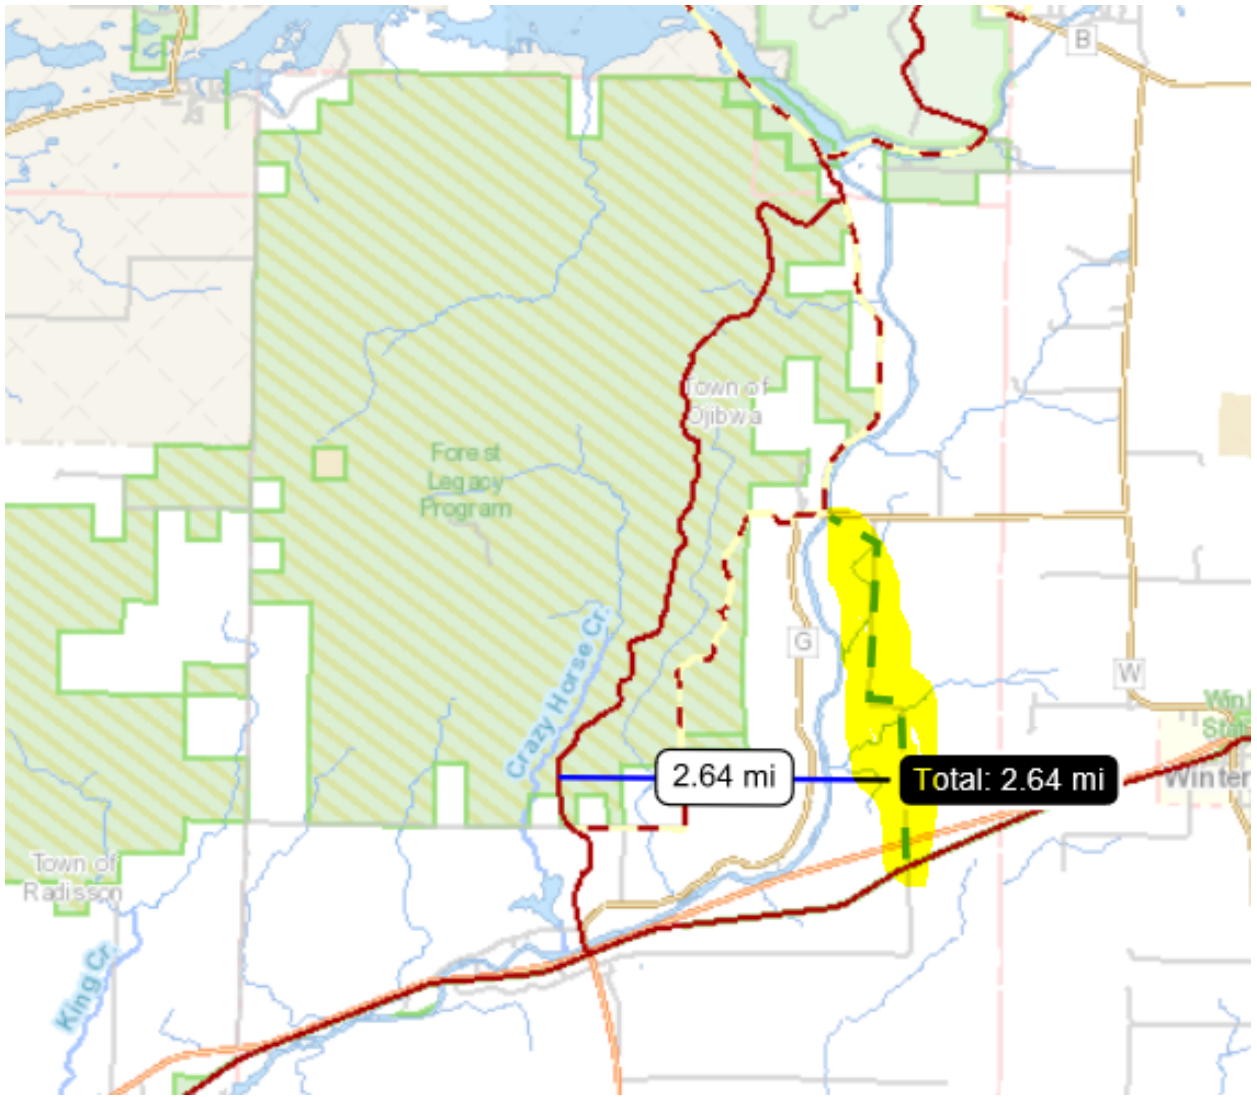 B
Town of
Ojibwa
Forest
Legacy
Program
Crazy Horse Cr.
G
W
2.64 mi
Total: 2.64 mi
Winter
Town of
Radisson
King Cr.